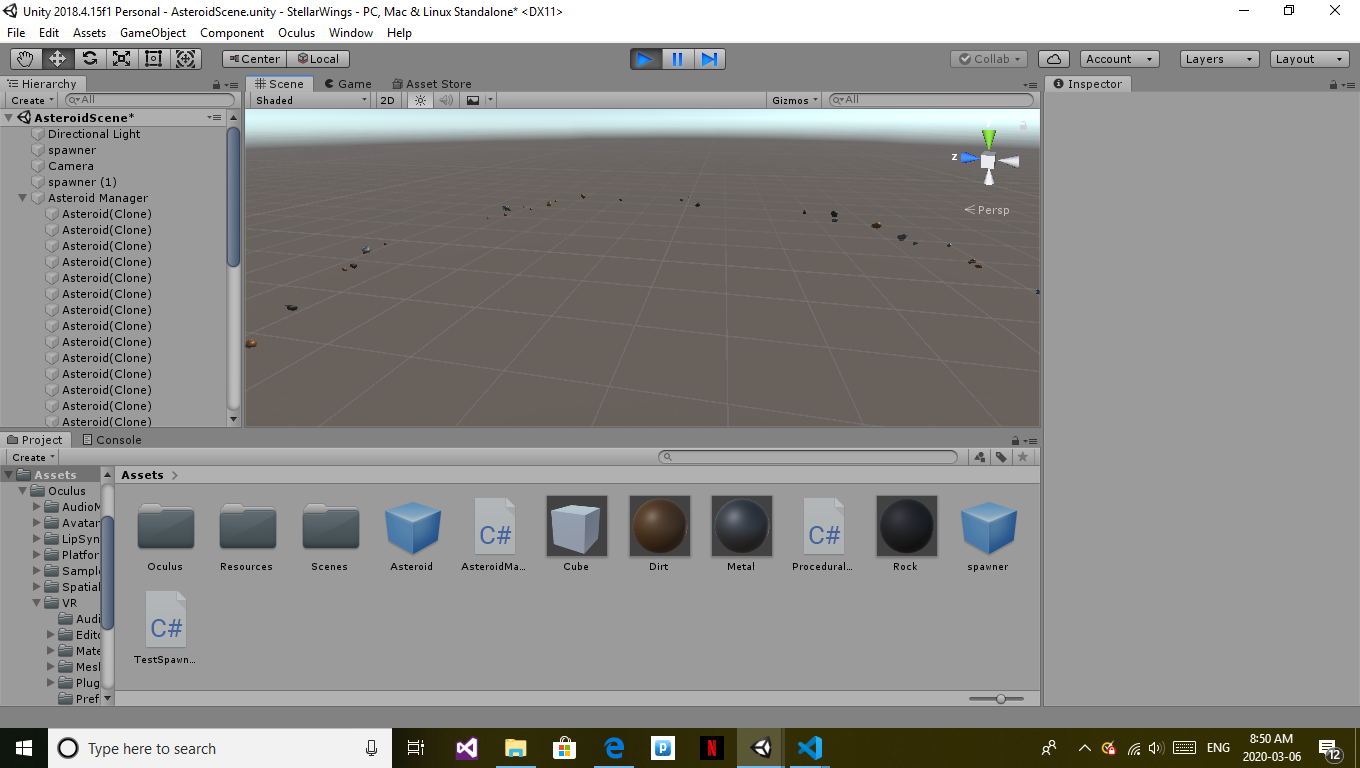 Unity 2018.4.15f1 Personal - AsteroidScene.unity - StellarWings - PC, Mac & Linux Standalone* <DX11>
File Edit Assets GameObject Component Oculus Window Help
Center Local Collab Account Layers Layout
Hierarchy
Create All
AsteroidScene*
Directional Light
spawner
Camera
spawner (1)
Asteroid Manager
Asteroid(Clone)
Asteroid(Clone)
Asteroid(Clone)
Asteroid(Clone)
Asteroid(Clone)
Asteroid(Clone)
Asteroid(Clone)
Asteroid(Clone)
Asteroid(Clone)
Asteroid(Clone)
Asteroid(Clone)
Asteroid(Clone)
Asteroid(Clone)
Asteroid(Clone)
Scene Game Asset Store
Shaded 2D Gizmos All
z
Persp
Inspector
Project Console
Create
Assets
Oculus
AudioM
Avatar
LipSyn
Platfor
Sampl
Spatial
VR
Audi
Edito
Mate
Mesl
Plug
Pref
Assets
C# C#
Oculus Resources Scenes Asteroid AsteroidMa... Cube Dirt Metal Procedural... Rock spawner
C#
TestSpawn...
Type here to search
ENG
8:50 AM
2020-03-06
12